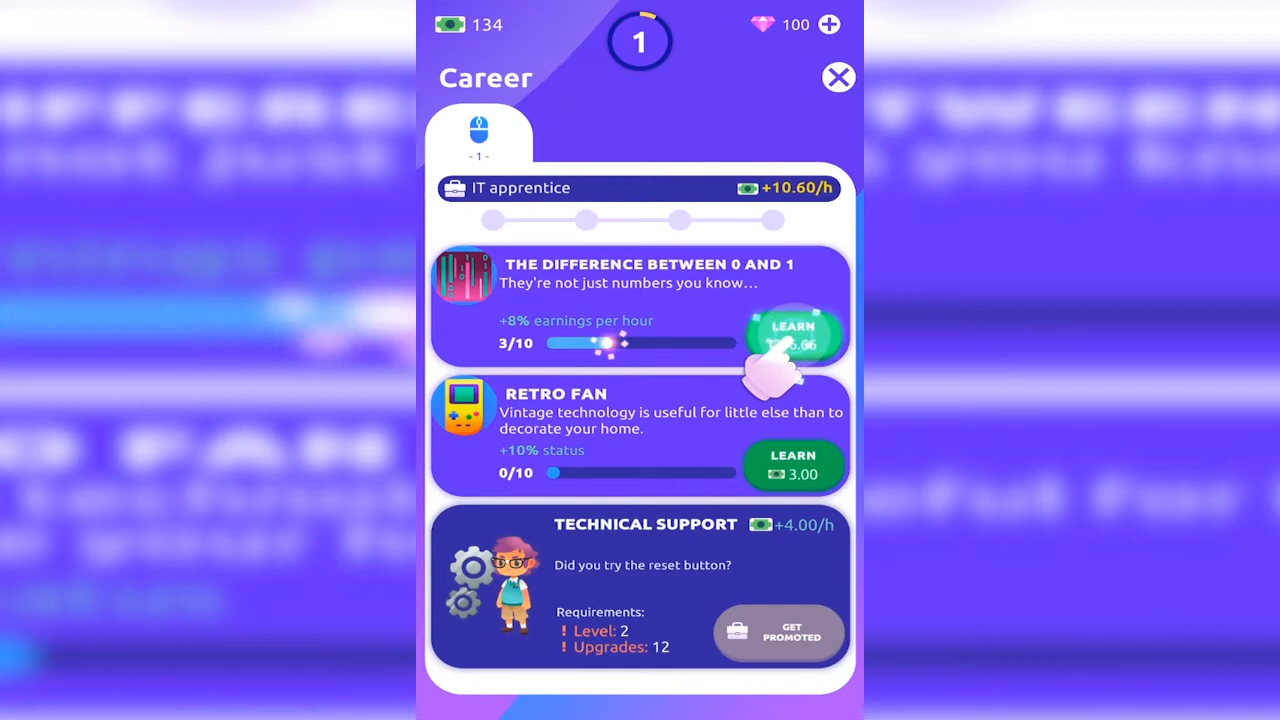 134
1
100
Career
- 1 -
IT apprentice
+10.60/h
THE DIFFERENCE BETWEEN 0 AND 1
They're not just numbers you know...
+8% earnings per hour
3/10
LEARN
RETRO FAN
Vintage technology is useful for little else than to
decorate your home.
+10% status
0/10
LEARN
3.00
TECHNICAL SUPPORT
+4.00/h
Did you try the reset button?
Requirements:
! Level: 2
! Upgrades: 12
GET
PROMOTED